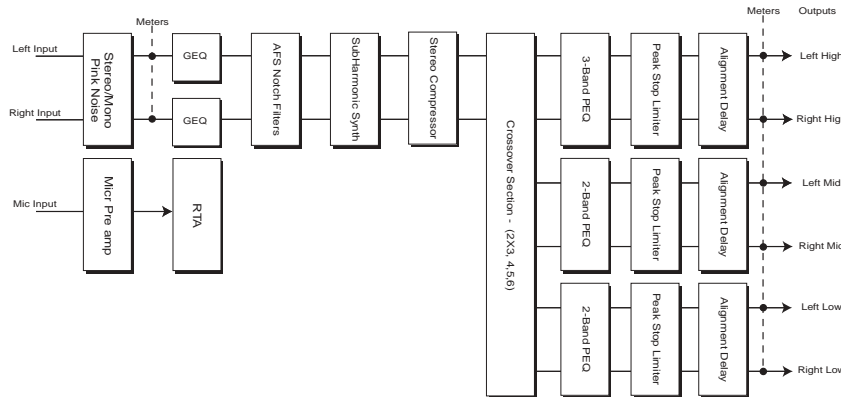 Meters
Meters
Outputs
Left Input
Right Input
Mic Input
Stereo/Mono
Pink Noise
GEQ
GEQ
AFS Notch Filters
SubHarmonic Synth
Stereo Compressor
Micr Pre amp
RTA
Crossover Section - (2X3, 4,5,6)
3-Band PEQ
Peak Stop Limiter
Alignment Delay
Left High
Right High
2-Band PEQ
Peak Stop Limiter
Alignment Delay
Left Mid
Right Mid
2-Band PEQ
Peak Stop Limiter
Alignment Delay
Left Low
Right Low